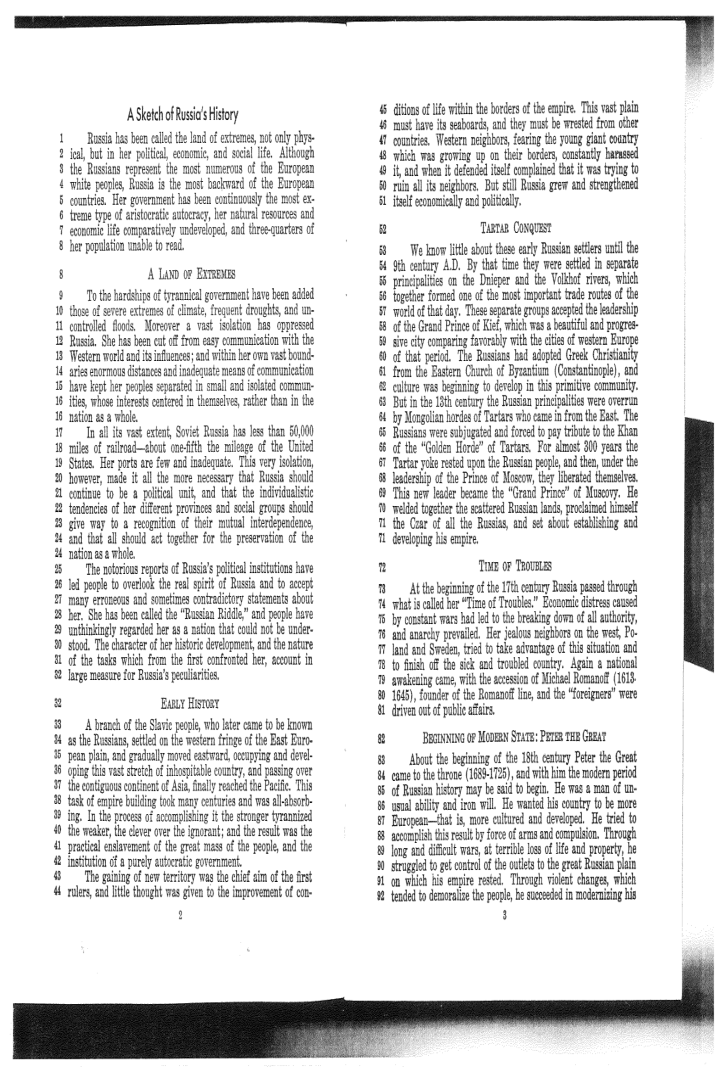 A Sketch of Russia's History
1 Russia has been called the land of extremes, not only phys-
2 ical, but in her political, economic, and social life. Although
3 the Russians represent the most numerous of the European
4 white peoples, Russia is the most backward of the European
5 countries. Her government has been continuously the most ex-
6 treme type of aristocratic autocracy, her natural resources and
7 economic life comparatively undeveloped, and three-quarters of
8 her population unable to read.
8 A LAND OF EXTREMES
9 To the hardships of tyrannical government have been added
10 those of severe extremes of climate, frequent droughts, and un-
11 controlled floods. Moreover a vast isolation has oppressed
12 Russia. She has been cut off from easy communication with the
13 Western world and its influences; and within her own vast bound-
14 aries enormous distances and inadequate means of communication
15 have kept her peoples separated in small and isolated commun-
16 ities, whose interests centered in themselves, rather than in the
16 nation as a whole.
17 In all its vast extent, Soviet Russia has less than 50,000
18 miles of railroad—about one-fifth the mileage of the United
19 States. Her ports are few and inadequate. This very isolation,
20 however, made it all the more necessary that Russia should
21 continue to be a political unit, and that the individualistic
22 tendencies of her different provinces and social groups should
23 give way to a recognition of their mutual interdependence,
24 and that all should act together for the preservation of the
24 nation as a whole.
25 The notorious reports of Russia's political institutions have
26 led people to overlook the real spirit of Russia and to accept
27 many erroneous and sometimes contradictory statements about
28 her. She has been called the "Russian Riddle," and people have
29 unthinkingly regarded her as a nation that could not be under-
30 stood. The character of her historic development, and the nature
31 of the tasks which from the first confronted her, account in
32 large measure for Russia's peculiarities.
32 EARLY HISTORY
33 A branch of the Slavic people, who later came to be known
34 as the Russians, settled on the western fringe of the East Euro-
35 pean plain, and gradually moved eastward, occupying and devel-
36 oping this vast stretch of inhospitable country, and passing over
37 the contiguous continent of Asia, finally reached the Pacific. This
38 task of empire building took many centuries and was all-absorb-
39 ing. In the process of accomplishing it the stronger tyrannized
40 the weaker, the clever over the ignorant; and the result was the
41 practical enslavement of the great mass of the people, and the
42 institution of a purely autocratic government.
43 The gaining of new territory was the chief aim of the first
44 rulers, and little thought was given to the improvement of con-
2
45 ditions of life within the borders of the empire. This vast plain
46 must have its seaboards, and they must be wrested from other
47 countries. Western neighbors, fearing the young giant country
48 which was growing up on their borders, constantly harassed
49 it, and when it defended itself complained that it was trying to
50 ruin all its neighbors. But still Russia grew and strengthened
51 itself economically and politically.
52 TARTAR CONQUEST
53 We know little about these early Russian settlers until the
54 9th century A.D. By that time they were settled in separate
55 principalities on the Dnieper and the Volkhof rivers, which
56 together formed one of the most important trade routes of the
57 world of that day. These separate groups accepted the leadership
58 of the Grand Prince of Kief, which was a beautiful and progres-
59 sive city comparing favorably with the cities of western Europe
60 of that period. The Russians had adopted Greek Christianity
61 from the Eastern Church of Byzantium (Constantinople), and
62 culture was beginning to develop in this primitive community.
63 But in the 13th century the Russian principalities were overrun
64 by Mongolian hordes of Tartars who came in from the East. The
65 Russians were subjugated and forced to pay tribute to the Khan
66 of the "Golden Horde" of Tartars. For almost 300 years the
67 Tartar yoke rested upon the Russian people, and then, under the
68 leadership of the Prince of Moscow, they liberated themselves.
69 This new leader became the "Grand Prince" of Muscovy. He
70 welded together the scattered Russian lands, proclaimed himself
71 the Czar of all the Russias, and set about establishing and
71 developing his empire.
72 TIME OF TROUBLES
73 At the beginning of the 17th century Russia passed through
74 what is called her "Time of Troubles." Economic distress caused
75 by constant wars had led to the breaking down of all authority,
76 and anarchy prevailed. Her jealous neighbors on the west, Po-
77 land and Sweden, tried to take advantage of this situation and
78 to finish off the sick and troubled country. Again a national
79 awakening came, with the accession of Michael Romanoff (1613-
80 1645), founder of the Romanoff line, and the "foreigners" were
81 driven out of public affairs.
82 BEGINNING OF MODERN STATE: PETER THE GREAT
83 About the beginning of the 18th century Peter the Great
84 came to the throne (1689-1725), and with him the modern period
85 of Russian history may be said to begin. He was a man of un-
86 usual ability and iron will. He wanted his country to be more
87 European—that is, more cultured and developed. He tried to
88 accomplish this result by force of arms and compulsion. Through
89 long and difficult wars, at terrible loss of life and property, he
90 struggled to get control of the outlets to the great Russian plain
91 on which his empire rested. Through violent changes, which
92 tended to demoralize the people, he succeeded in modernizing his
3